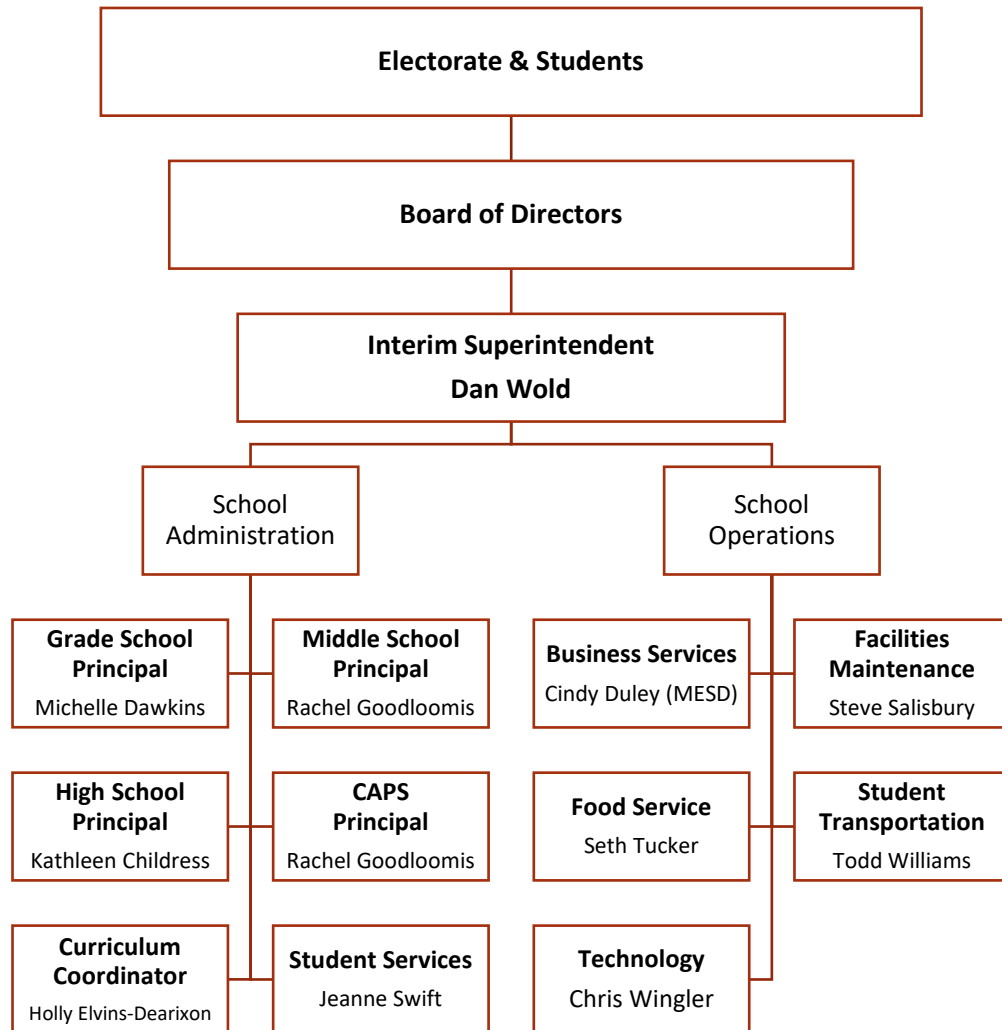 Electorate & Students
Board of Directors
Interim Superintendent
Dan Wold
School
Administration
School
Operations
Grade School
Principal
Michelle Dawkins
Middle School
Principal
Rachel Goodloomis
Business Services
Cindy Duley (MESD)
Facilities
Maintenance
Steve Salisbury
High School
Principal
Kathleen Childress
CAPS
Principal
Rachel Goodloomis
Food Service
Seth Tucker
Student
Transportation
Todd Williams
Curriculum
Coordinator
Holly Elvins-Dearixon
Student Services
Jeanne Swift
Technology
Chris Wingler